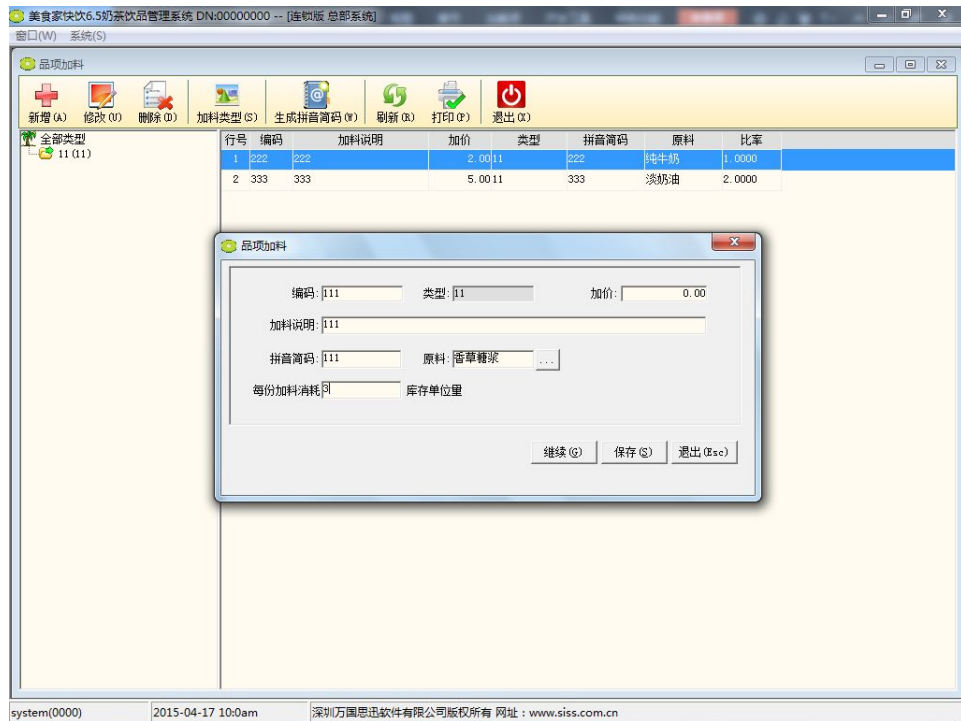 美食家快饮6.5奶茶饮品管理系统 DN:00000000 -- [连锁版 总部系统]
窗口(W) 系统(S)
品项加料
新增(A) 修改(U) 删除(D) 加料类型(S) 生成拼音简码(W) 刷新(R) 打印(P) 退出(X)
全部类型
11(11)
行号 编码 加料说明 加价 类型 拼音简码 原料 比率
1 222 222 2.00 11 222 纯牛奶 1.0000
2 333 333 5.00 11 333 淡奶油 2.0000
品项加料
编码: 111 类型: 11 加价: 0.00
加料说明: 111
拼音简码: 111 原料: 香草糖浆 ...
每份加料消耗 3 库存单位量
继续(G) 保存(S) 退出(Esc)
system(0000) 2015-04-17 10:0am 深圳万国思迅软件有限公司版权所有 网址：www.siss.com.cn